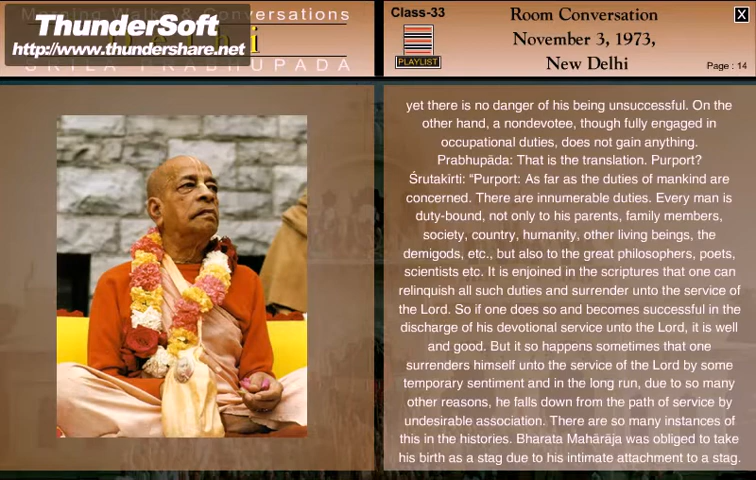 Morning Walks & Conversations
ThunderSoft
http://www.thundershare.net
SRILA PRABHUPADA
Class-33
PLAYLIST
Room Conversation
November 3, 1973,
New Delhi
X
Page : 14
yet there is no danger of his being unsuccessful. On the
other hand, a nondevotee, though fully engaged in
occupational duties, does not gain anything.
Prabhupāda: That is the translation. Purport?
Śrutakīrti: “Purport: As far as the duties of mankind are
concerned. There are innumerable duties. Every man is
duty-bound, not only to his parents, family members,
society, country, humanity, other living beings, the
demigods, etc., but also to the great philosophers, poets,
scientists etc. It is enjoined in the scriptures that one can
relinquish all such duties and surrender unto the service of
the Lord. So if one does so and becomes successful in the
discharge of his devotional service unto the Lord, it is well
and good. But it so happens sometimes that one
surrenders himself unto the service of the Lord by some
temporary sentiment and in the long run, due to so many
other reasons, he falls down from the path of service by
undesirable association. There are so many instances of
this in the histories. Bharata Mahārāja was obliged to take
his birth as a stag due to his intimate attachment to a stag.